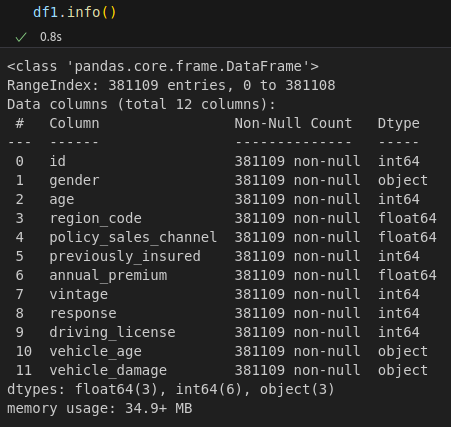 df1.info()
✓ 0.8s
<class 'pandas.core.frame.DataFrame'>
RangeIndex: 381109 entries, 0 to 381108
Data columns (total 12 columns):
 #   Column                Non-Null Count   Dtype
---  ------                --------------   -----
 0   id                    381109 non-null  int64
 1   gender                381109 non-null  object
 2   age                   381109 non-null  int64
 3   region_code           381109 non-null  float64
 4   policy_sales_channel  381109 non-null  float64
 5   previously_insured    381109 non-null  int64
 6   annual_premium        381109 non-null  float64
 7   vintage               381109 non-null  int64
 8   response              381109 non-null  int64
 9   driving_license       381109 non-null  int64
 10  vehicle_age           381109 non-null  object
 11  vehicle_damage        381109 non-null  object
dtypes: float64(3), int64(6), object(3)
memory usage: 34.9+ MB